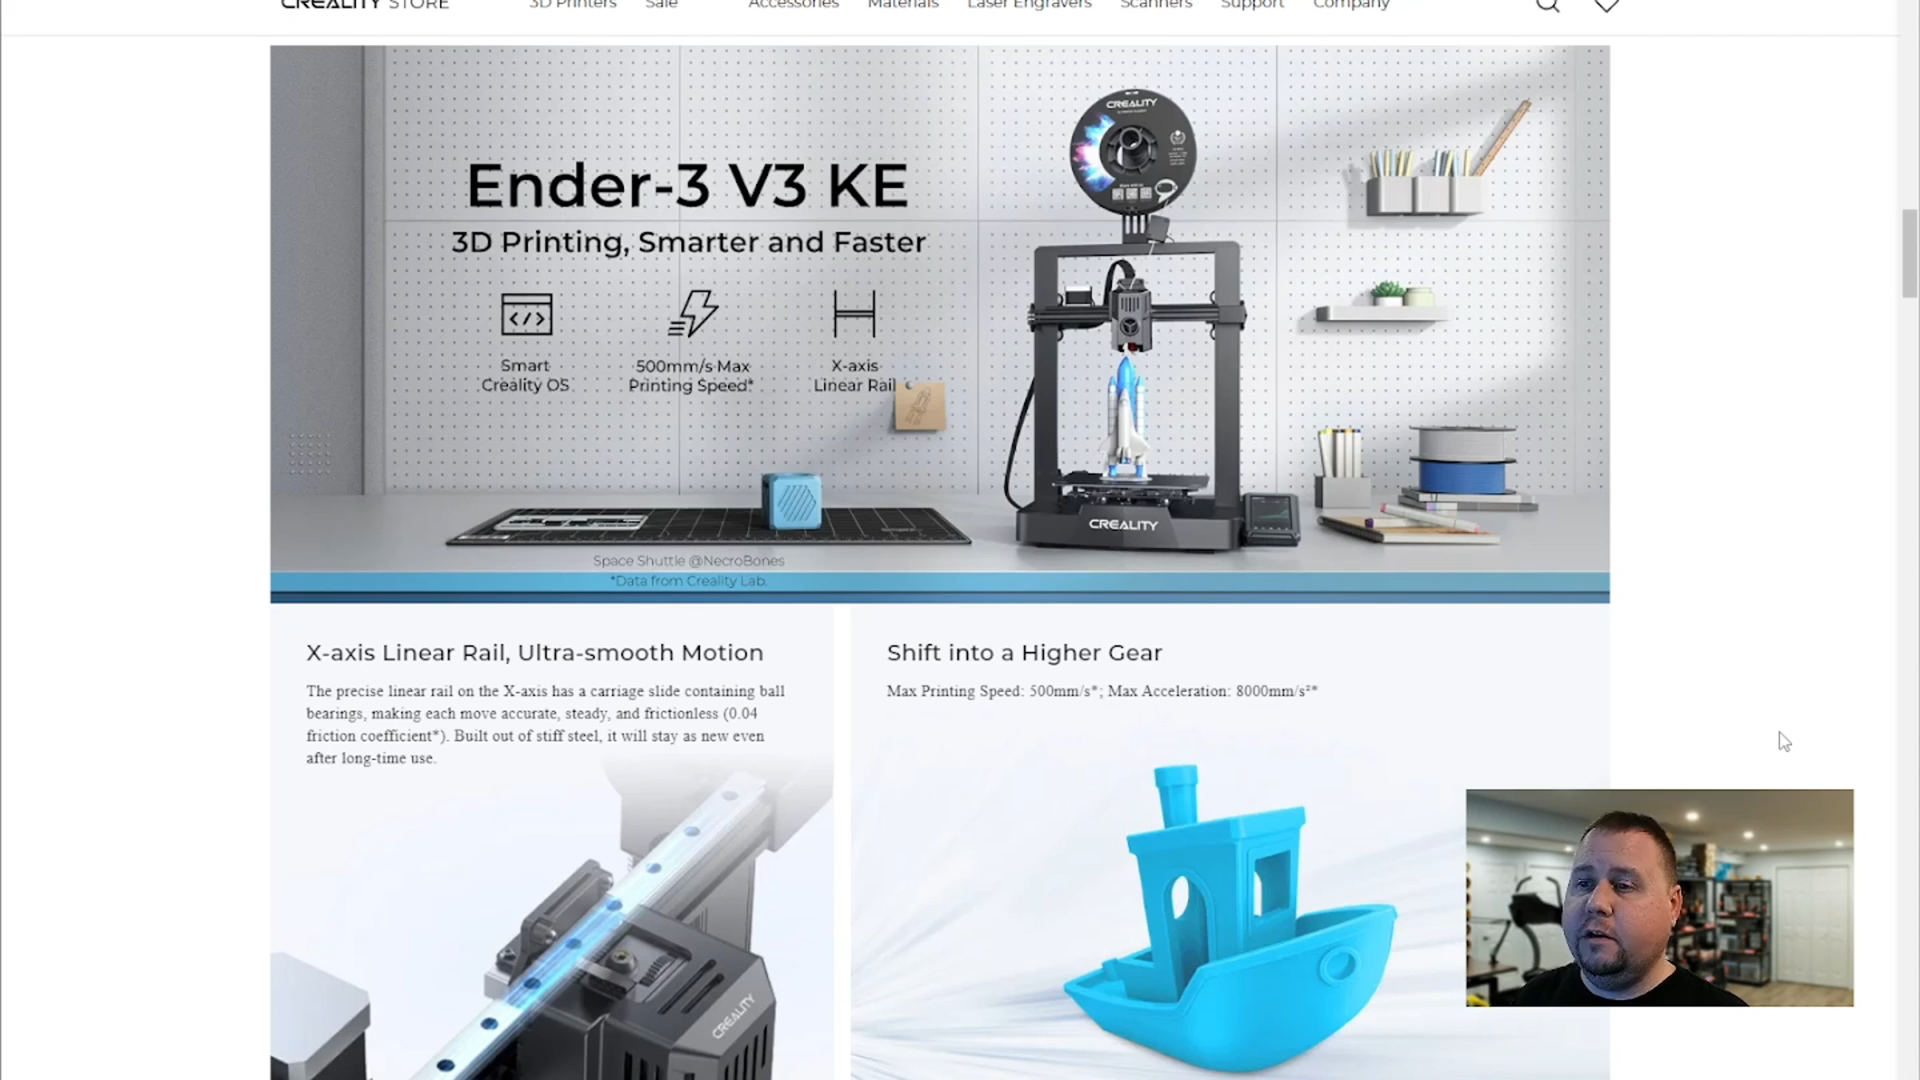 CREALITY STORE
3D Printers Sale Accessories Materials Laser Engravers Scanners Support Company
CREALITY
Ender-3 V3 KE
3D Printing, Smarter and Faster
Smart
Creality OS
500mm/s Max
Printing Speed*
X-axis
Linear Rail
CREALITY
Space Shuttle @NecroBones
*Data from Creality Lab.
X-axis Linear Rail, Ultra-smooth Motion
The precise linear rail on the X-axis has a carriage slide containing ball
bearings, making each move accurate, steady, and frictionless (0.04
friction coefficient*). Built out of stiff steel, it will stay as new even
after long-time use.
CREALITY
Shift into a Higher Gear
Max Printing Speed: 500mm/s*; Max Acceleration: 8000mm/s²*